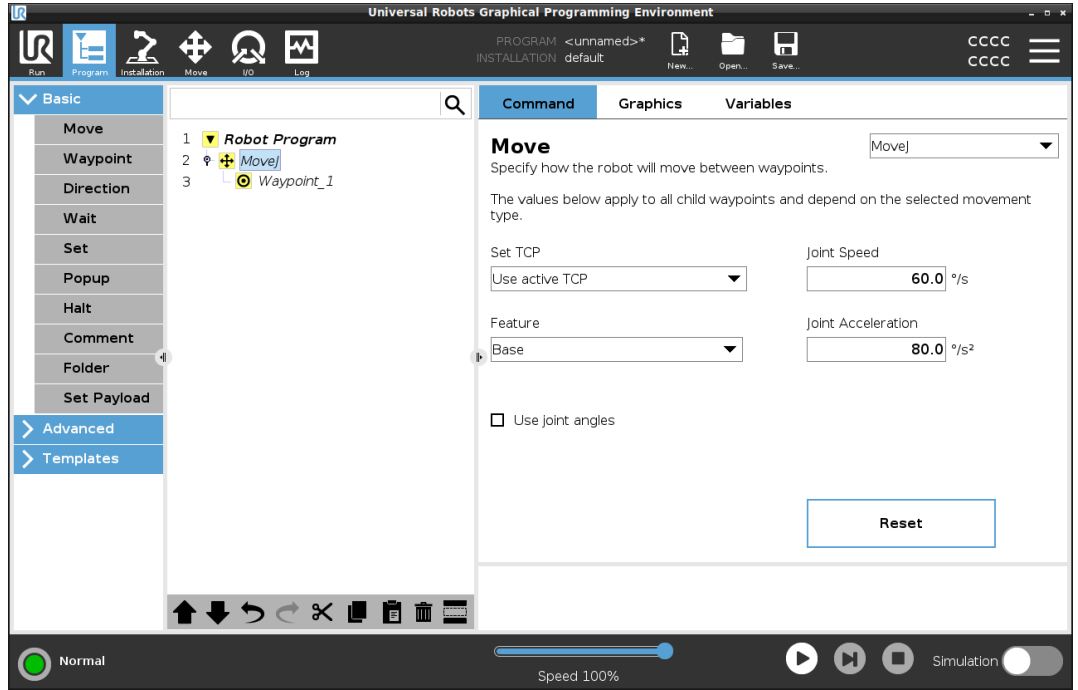 Universal Robots Graphical Programming Environment
UR
Run
Program
Installation
Move
I/O
Log
PROGRAM <unnamed>*
INSTALLATION default
New...
Open...
Save...
CCCC
CCCC
Basic
Move
Waypoint
Direction
Wait
Set
Popup
Halt
Comment
Folder
Set Payload
Advanced
Templates
1 Robot Program
2 MoveJ
3 Waypoint_1
Command Graphics Variables
Move
MoveJ
Specify how the robot will move between waypoints.
The values below apply to all child waypoints and depend on the selected movement
type.
Set TCP
Use active TCP
Joint Speed
60.0 °/s
Feature
Base
Joint Acceleration
80.0 °/s²
Use joint angles
Reset
Normal
Speed 100%
Simulation